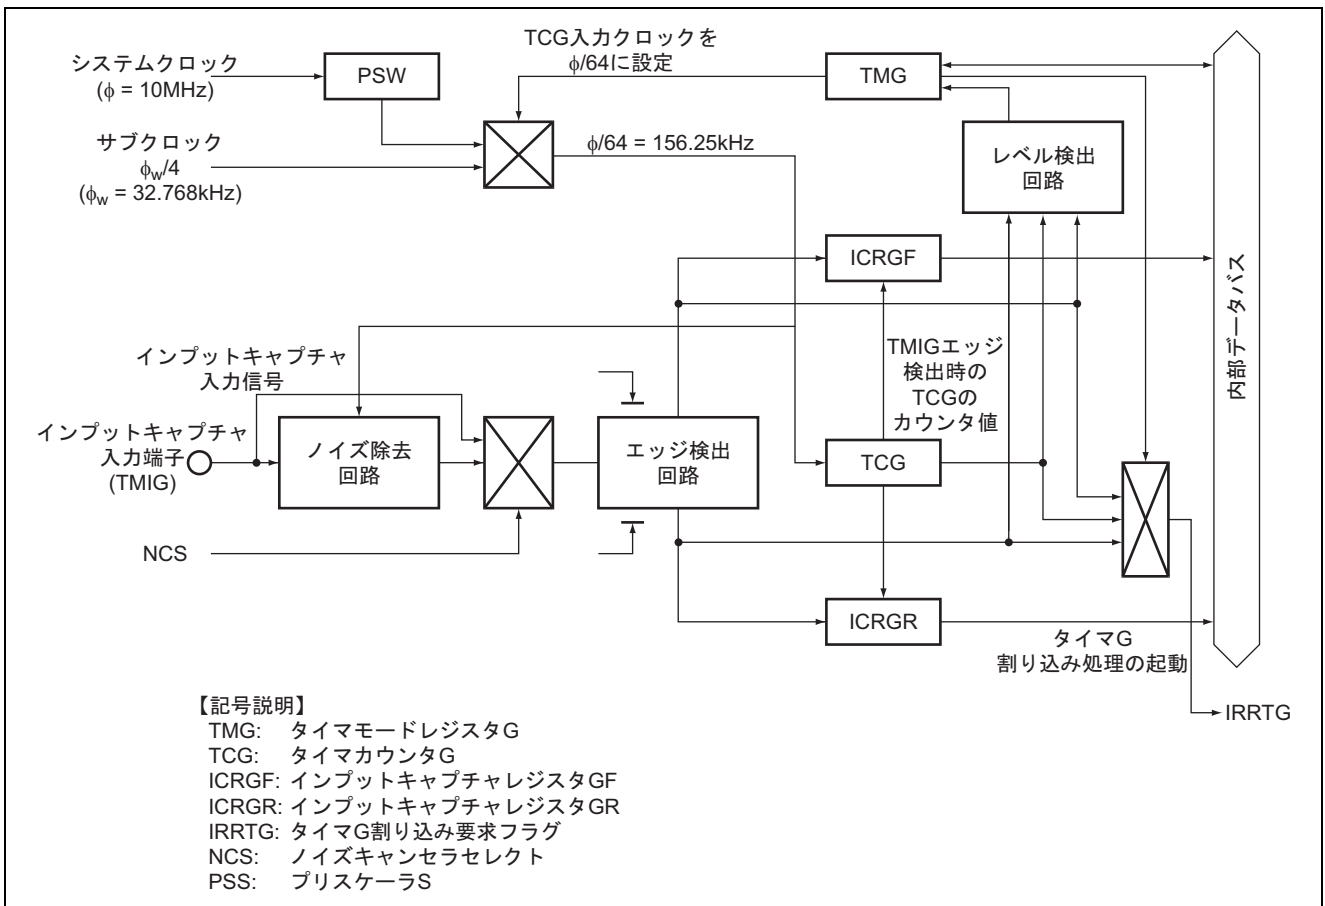 システムクロック
(ϕ = 10MHz)
PSW
TCG入力クロックを
ϕ/64に設定
TMG
サブクロック
ϕw/4
(ϕw = 32.768kHz)
ϕ/64 = 156.25kHz
レベル検出
回路
ICRGF
内部データバス
インプットキャプチャ
入力信号
TMIGエッジ
検出時の
TCGの
カウンタ値
インプットキャプチャ
入力端子
(TMIG)
ノイズ除去
回路
エッジ検出
回路
TCG
NCS
ICRGR
タイマG
割り込み処理の起動
IRRTG
【記号説明】
TMG: タイマモードレジスタG
TCG: タイマカウンタG
ICRGF: インプットキャプチャレジスタGF
ICRGR: インプットキャプチャレジスタGR
IRRTG: タイマG割り込み要求フラグ
NCS: ノイズキャンセラセレクト
PSS: プリスケーラS